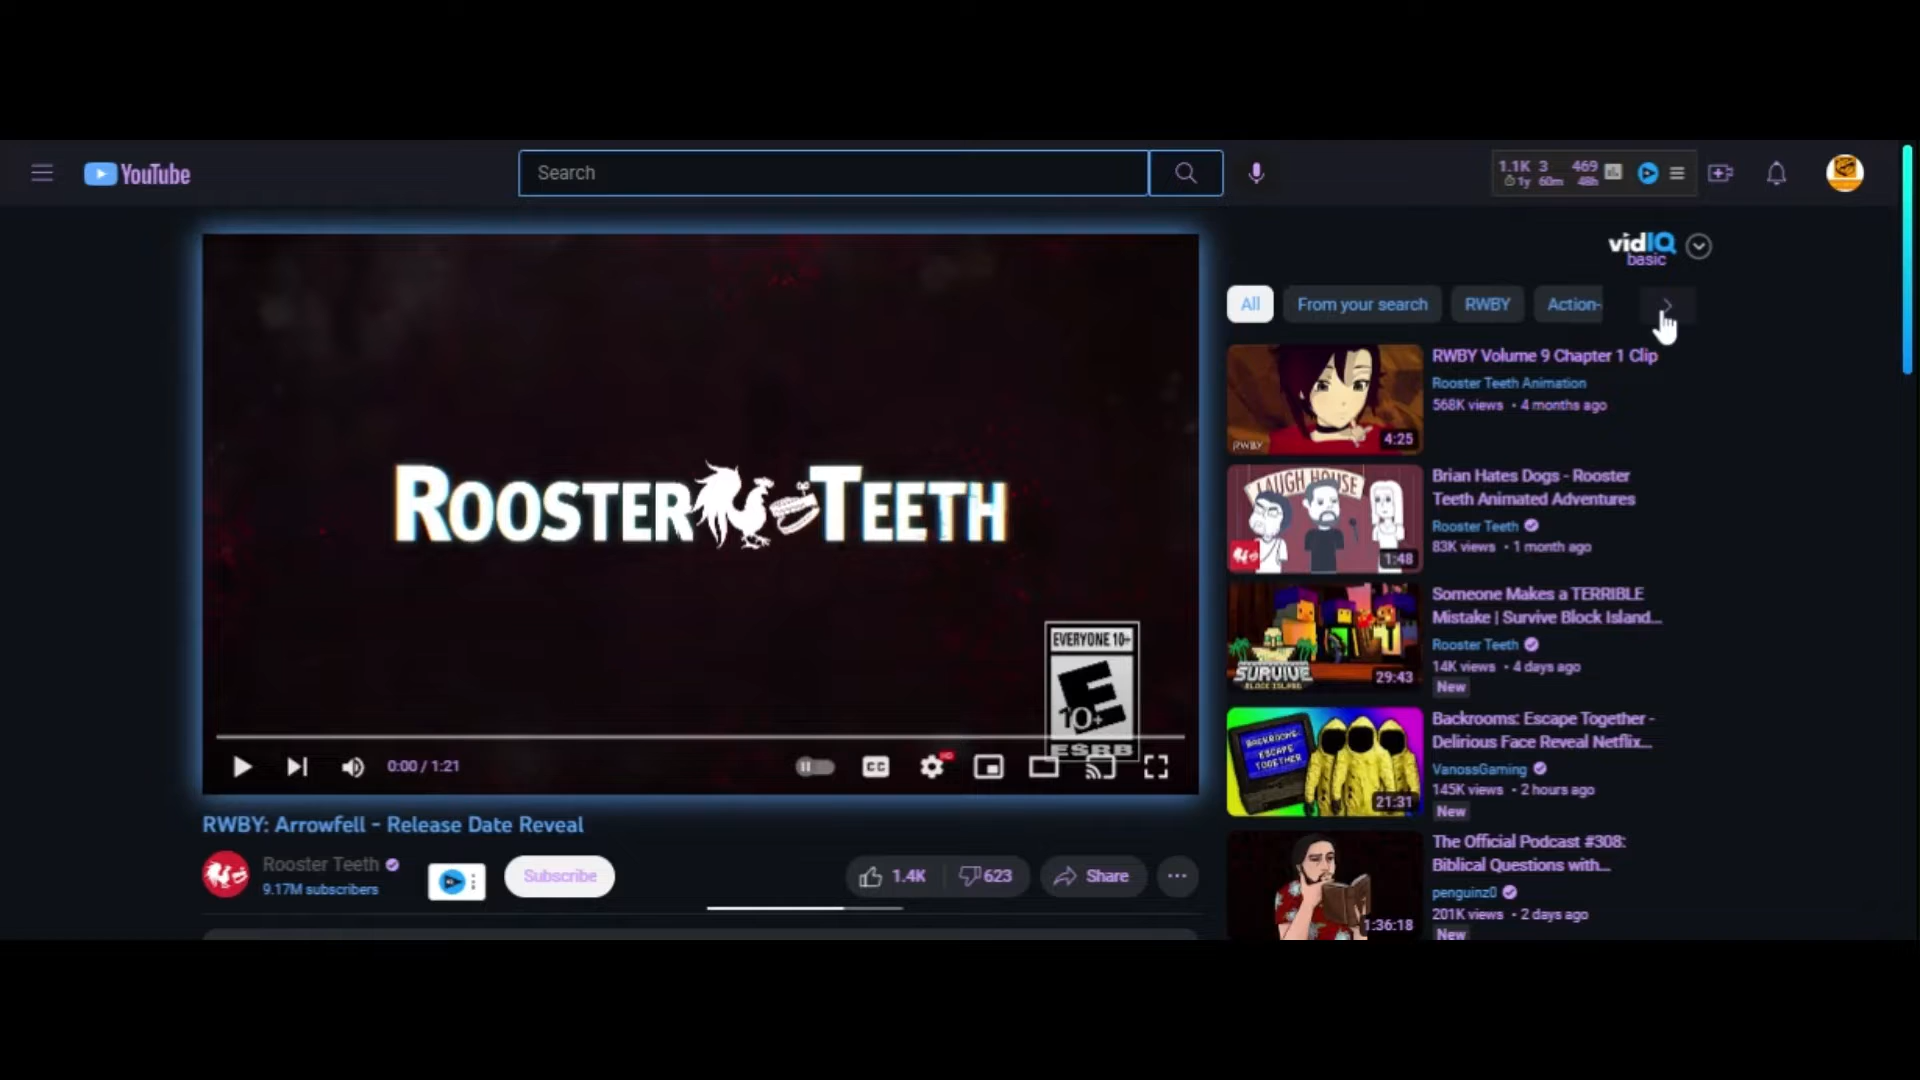 YouTube
Search
1.1K 3 469
1y 60m 48h
vidIQ
basic
All
From your search
RWBY
Action-
ROOSTER TEETH
EVERYONE 10+
E
10+
ESRB
0:00 / 1:21
CC
HD
RWBY: Arrowfell - Release Date Reveal
Rooster Teeth
9.17M subscribers
Subscribe
1.4K
623
Share
RWBY
4:25
RWBY Volume 9 Chapter 1 Clip
Rooster Teeth Animation
568K views • 4 months ago
LAUGH HOUSE
1:48
Brian Hates Dogs - Rooster
Teeth Animated Adventures
Rooster Teeth
83K views • 1 month ago
SURVIVE
BLOCK ISLAND
29:43
Someone Makes a TERRIBLE
Mistake | Survive Block Island...
Rooster Teeth
14K views • 4 days ago
New
BACKROOMS:
ESCAPE
TOGETHER
21:31
Backrooms: Escape Together -
Delirious Face Reveal Netflix...
VanossGaming
145K views • 2 hours ago
New
1:36:18
The Official Podcast #308:
Biblical Questions with...
penguinz0
201K views • 2 days ago
New